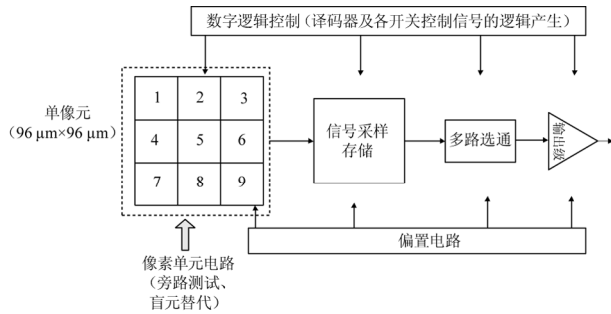 数字逻辑控制（译码器及各开关控制信号的逻辑产生）
单像元
（96 μm×96 μm）
1 2 3
4 5 6
7 8 9
信号采样
存储
多路选通
输出级
偏置电路
像素单元电路
（旁路测试、
盲元替代）